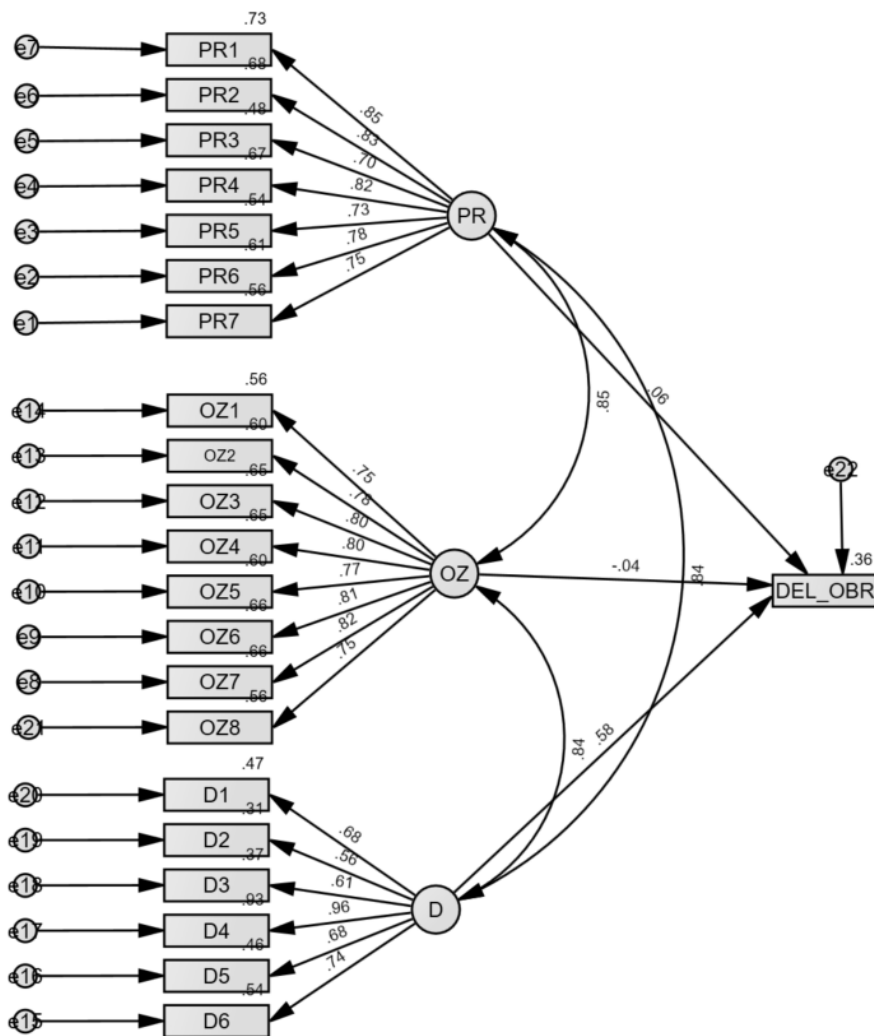 .73
e7 PR1
.68
.85
e6 PR2
.48
.83
e5 PR3
.67
.70
e4 PR4
.54
.82
PR
e3 PR5
.61
.73
e2 PR6
.56
.78
e1 PR7
.75
.56
e14 OZ1
.60
.75
e13 OZ2
.65
.78
e12 OZ3
.65
.80
e11 OZ4
.60
.80
OZ
e10 OZ5
.66
.77
e9 OZ6
.66
.81
e8 OZ7
.56
.82
e21 OZ8
.75
.85
.06
-.04
.84
e22
.36
DEL_OBR
.84
.58
.47
e20 D1
.31
.68
e19 D2
.37
.56
e18 D3
.93
.61
D
e17 D4
.46
.96
e16 D5
.54
.68
e15 D6
.74